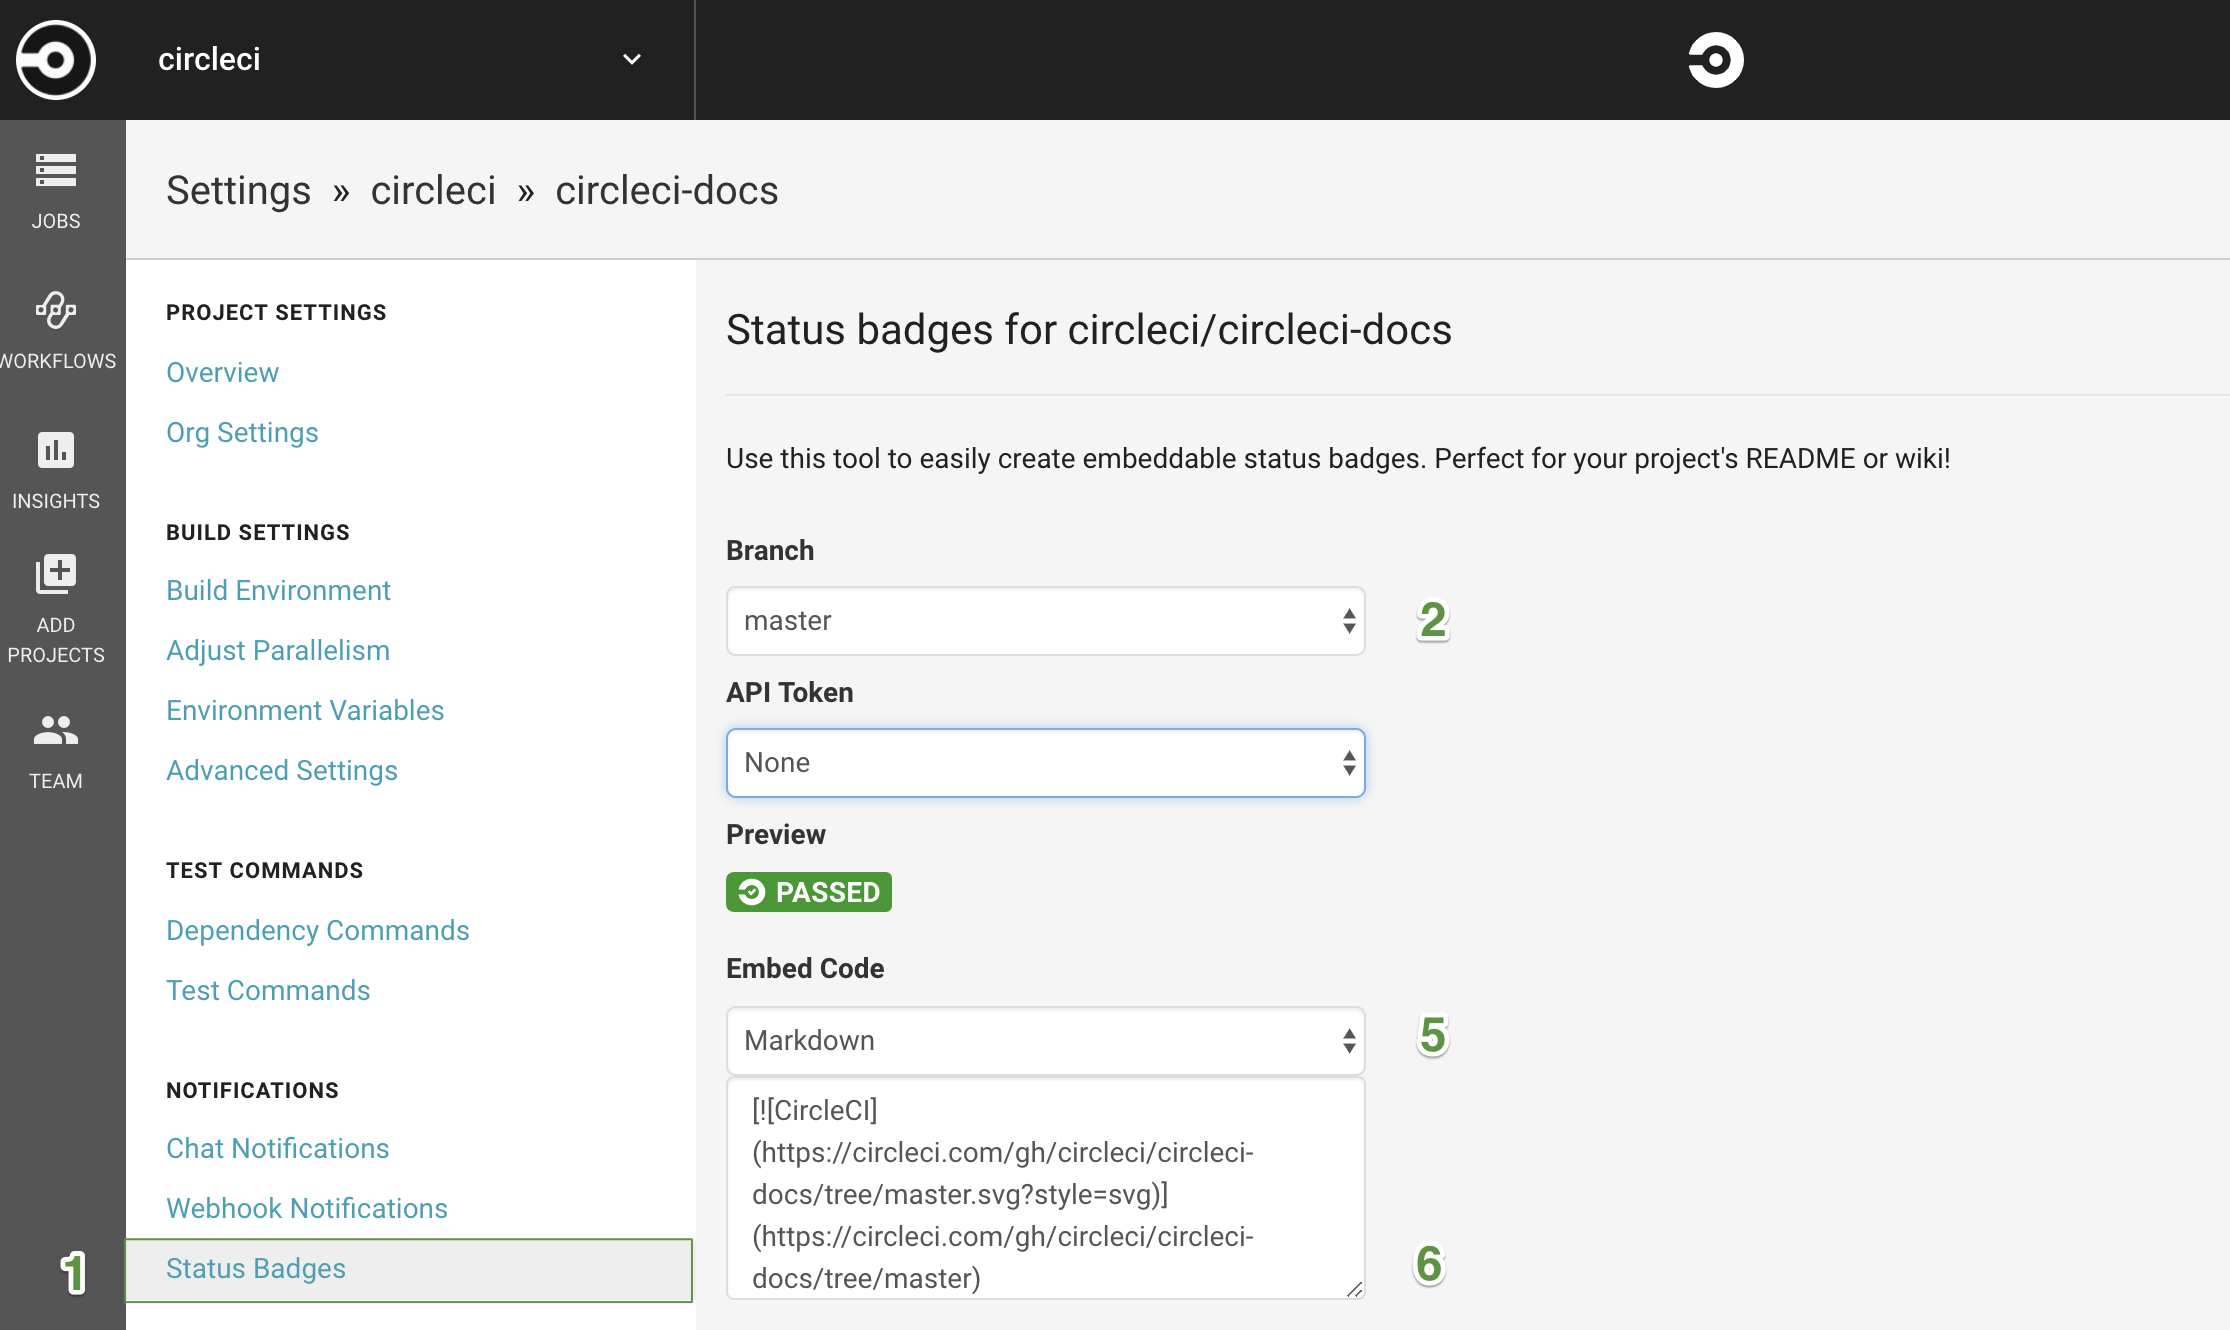 circleci
JOBS
WORKFLOWS
INSIGHTS
ADD
PROJECTS
TEAM
Settings » circleci » circleci-docs
PROJECT SETTINGS
Overview
Org Settings
BUILD SETTINGS
Build Environment
Adjust Parallelism
Environment Variables
Advanced Settings
TEST COMMANDS
Dependency Commands
Test Commands
NOTIFICATIONS
Chat Notifications
Webhook Notifications
1 Status Badges
Status badges for circleci/circleci-docs
Use this tool to easily create embeddable status badges. Perfect for your project's README or wiki!
Branch
master 2
API Token
None
Preview
PASSED
Embed Code
Markdown 5
[![CircleCI]
(https://circleci.com/gh/circleci/circleci-
docs/tree/master.svg?style=svg)]
(https://circleci.com/gh/circleci/circleci-
docs/tree/master)
6